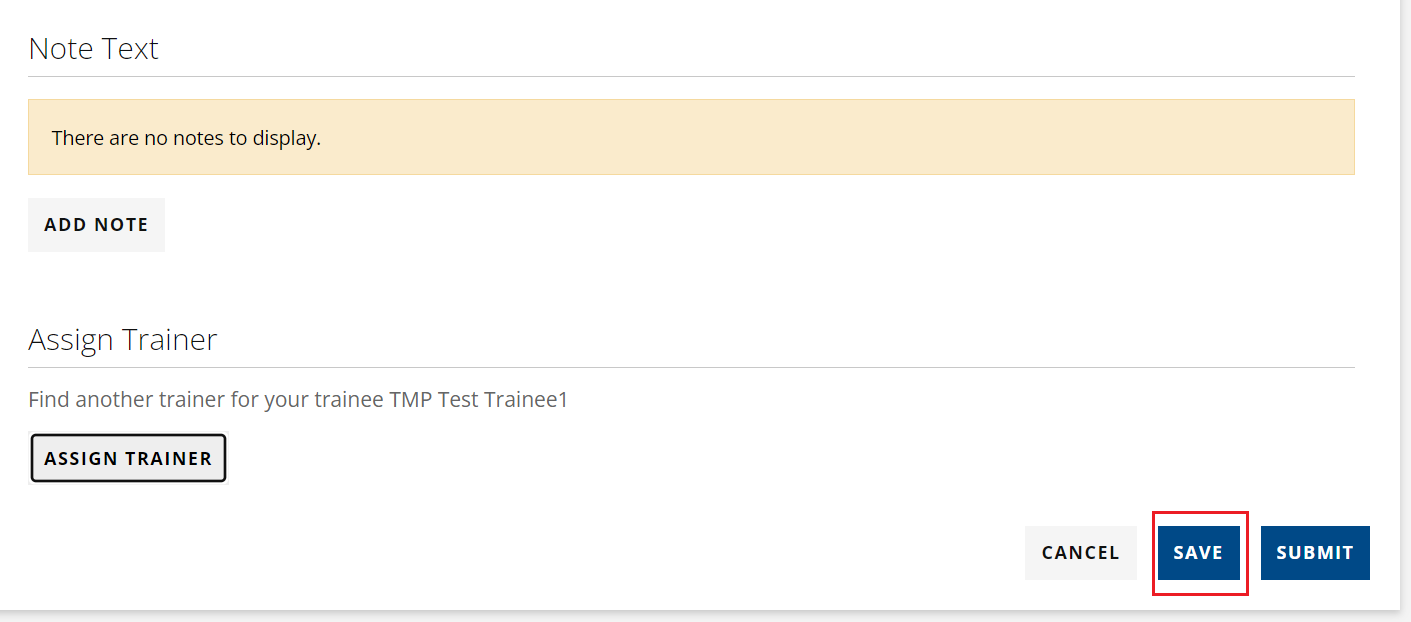 Note Text
There are no notes to display.
ADD NOTE
Assign Trainer
Find another trainer for your trainee TMP Test Trainee1
ASSIGN TRAINER
CANCEL SAVE SUBMIT